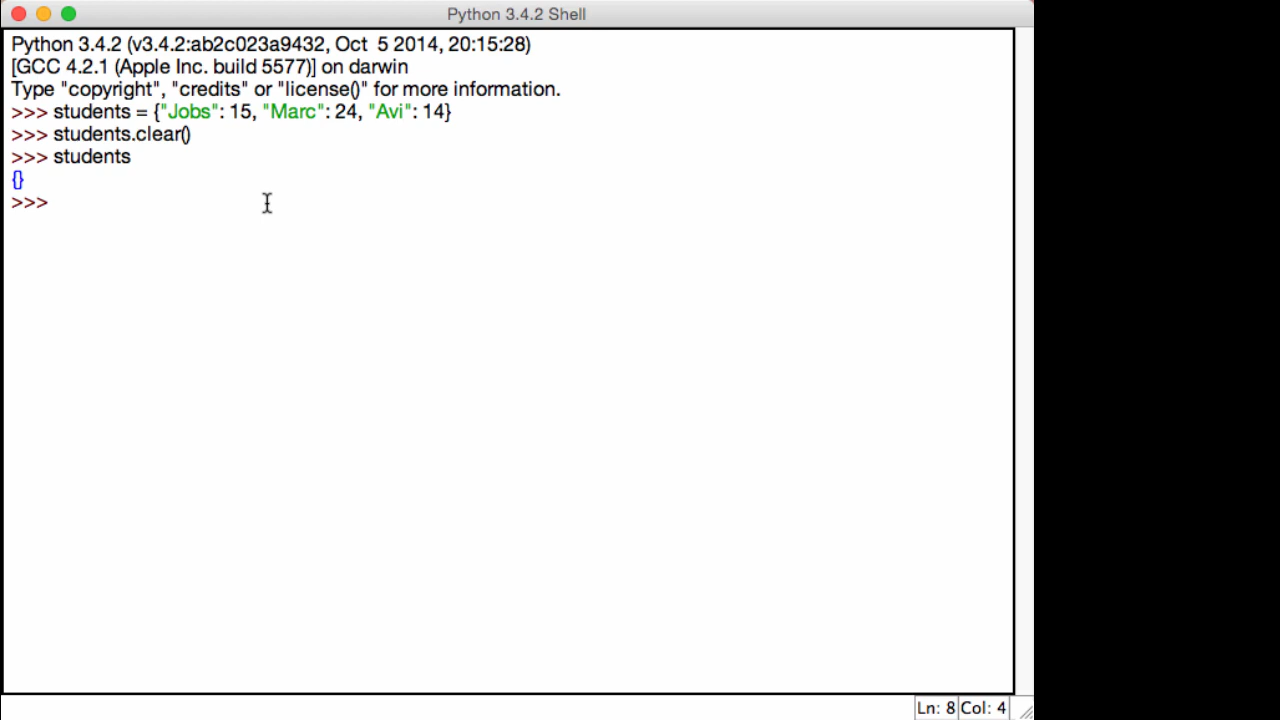 Python 3.4.2 Shell
Python 3.4.2 (v3.4.2:ab2c023a9432, Oct  5 2014, 20:15:28)
[GCC 4.2.1 (Apple Inc. build 5577)] on darwin
Type "copyright", "credits" or "license()" for more information.
>>> students = {"Jobs": 15, "Marc": 24, "Avi": 14}
>>> students.clear()
>>> students
{}
>>>
Ln: 8 Col: 4